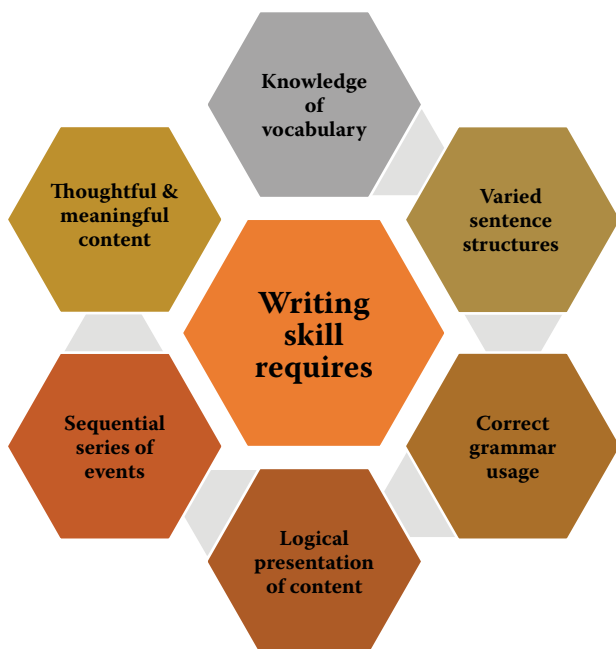 Knowledge
of
vocabulary
Varied
sentence
structures
Correct
grammar
usage
Logical
presentation
of content
Sequential
series of
events
Thoughtful &
meaningful
content
Writing
skill
requires